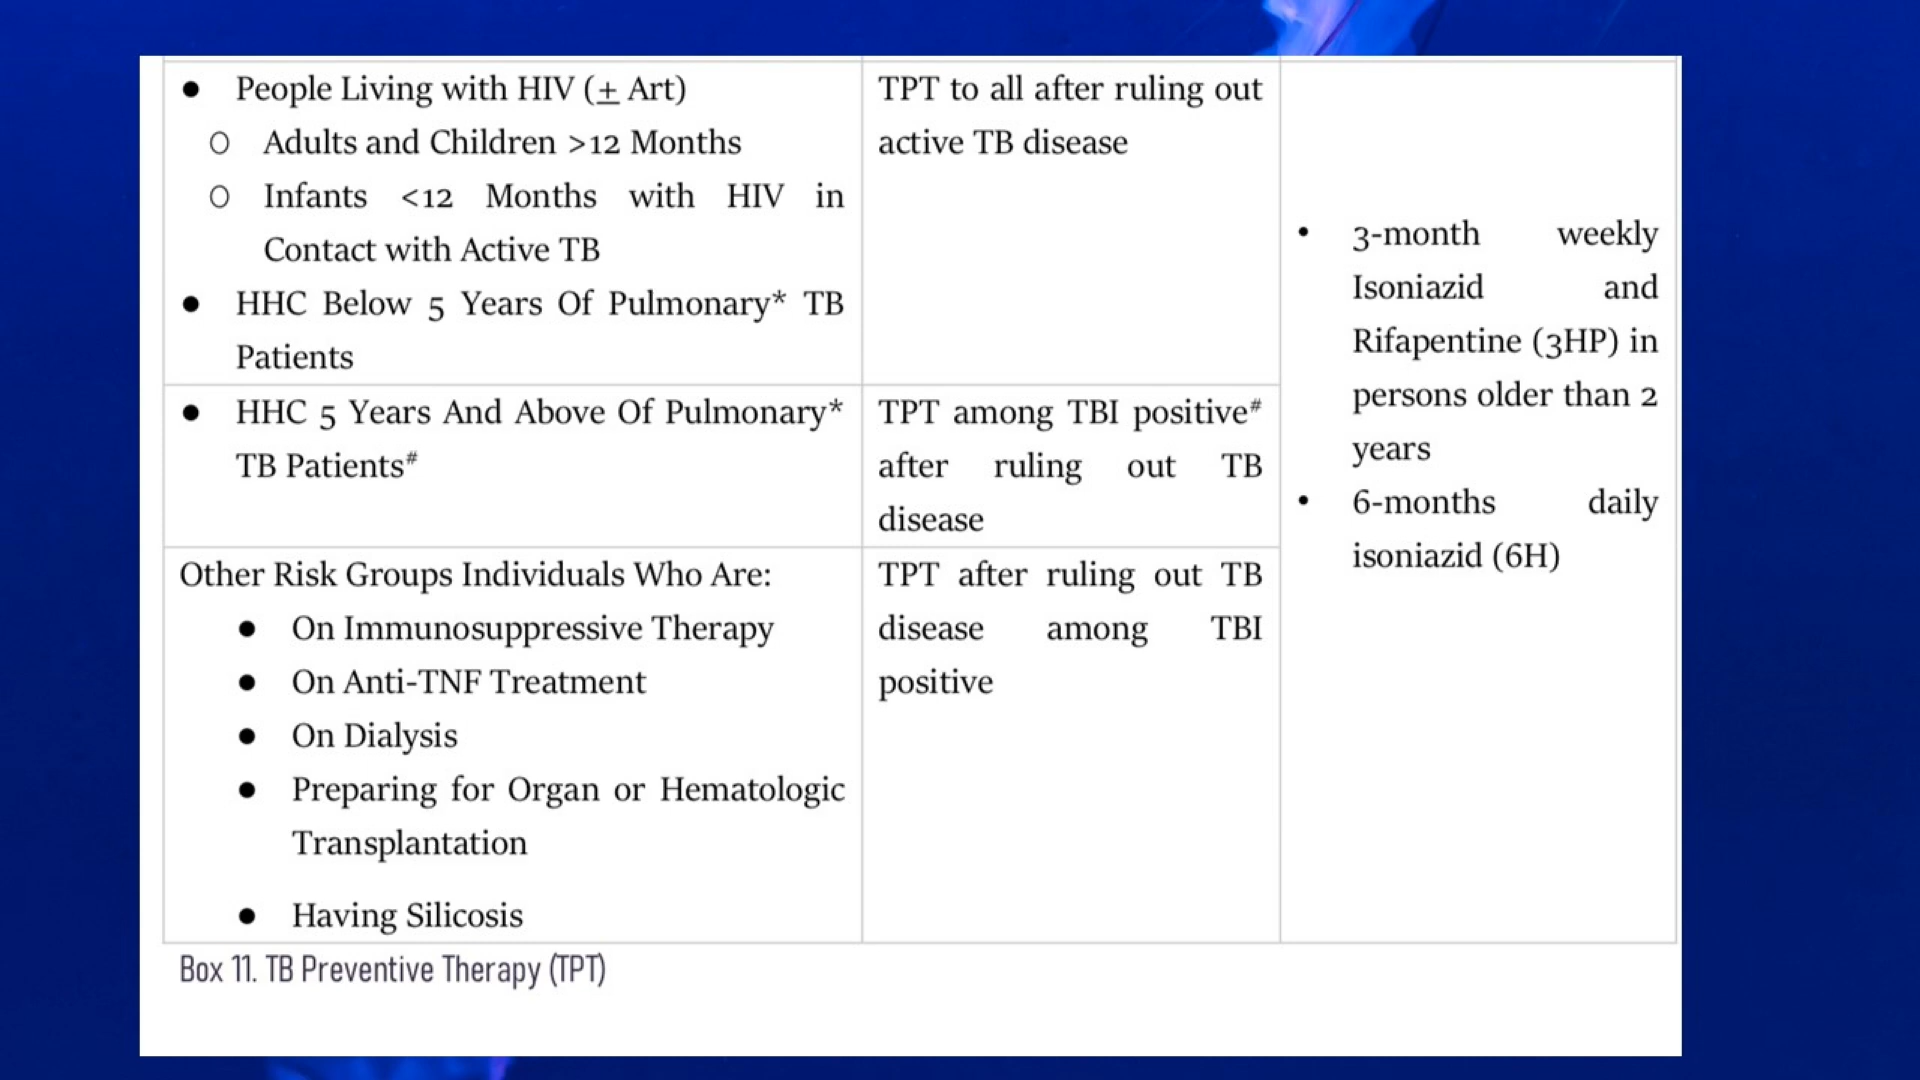 ● People Living with HIV (± Art)
O Adults and Children >12 Months
O Infants <12 Months with HIV in
Contact with Active TB
● HHC Below 5 Years Of Pulmonary* TB
Patients
TPT to all after ruling out
active TB disease
● HHC 5 Years And Above Of Pulmonary*
TB Patients#
TPT among TBI positive#
after ruling out TB
disease
Other Risk Groups Individuals Who Are:
● On Immunosuppressive Therapy
● On Anti-TNF Treatment
● On Dialysis
● Preparing for Organ or Hematologic
Transplantation
● Having Silicosis
TPT after ruling out TB
disease among TBI
positive
• 3-month weekly
Isoniazid and
Rifapentine (3HP) in
persons older than 2
years
• 6-months daily
isoniazid (6H)
Box 11. TB Preventive Therapy (TPT)